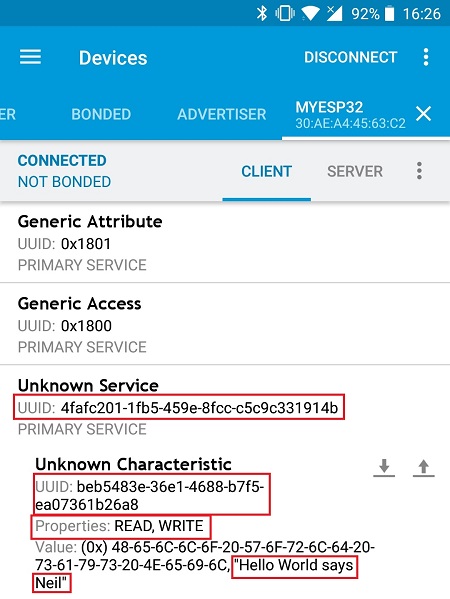 92% 16:26
Devices DISCONNECT
ER BONDED ADVERTISER MYESP32
30:AE:A4:45:63:C2
CONNECTED
NOT BONDED
CLIENT SERVER
Generic Attribute
UUID: 0x1801
PRIMARY SERVICE
Generic Access
UUID: 0x1800
PRIMARY SERVICE
Unknown Service
UUID: 4fafc201-1fb5-459e-8fcc-c5c9c331914b
PRIMARY SERVICE
Unknown Characteristic
UUID: beb5483e-36e1-4688-b7f5-
ea07361b26a8
Properties: READ, WRITE
Value: (0x) 48-65-6C-6C-6F-20-57-6F-72-6C-64-20-
73-61-79-73-20-4E-65-69-6C, "Hello World says
Neil"